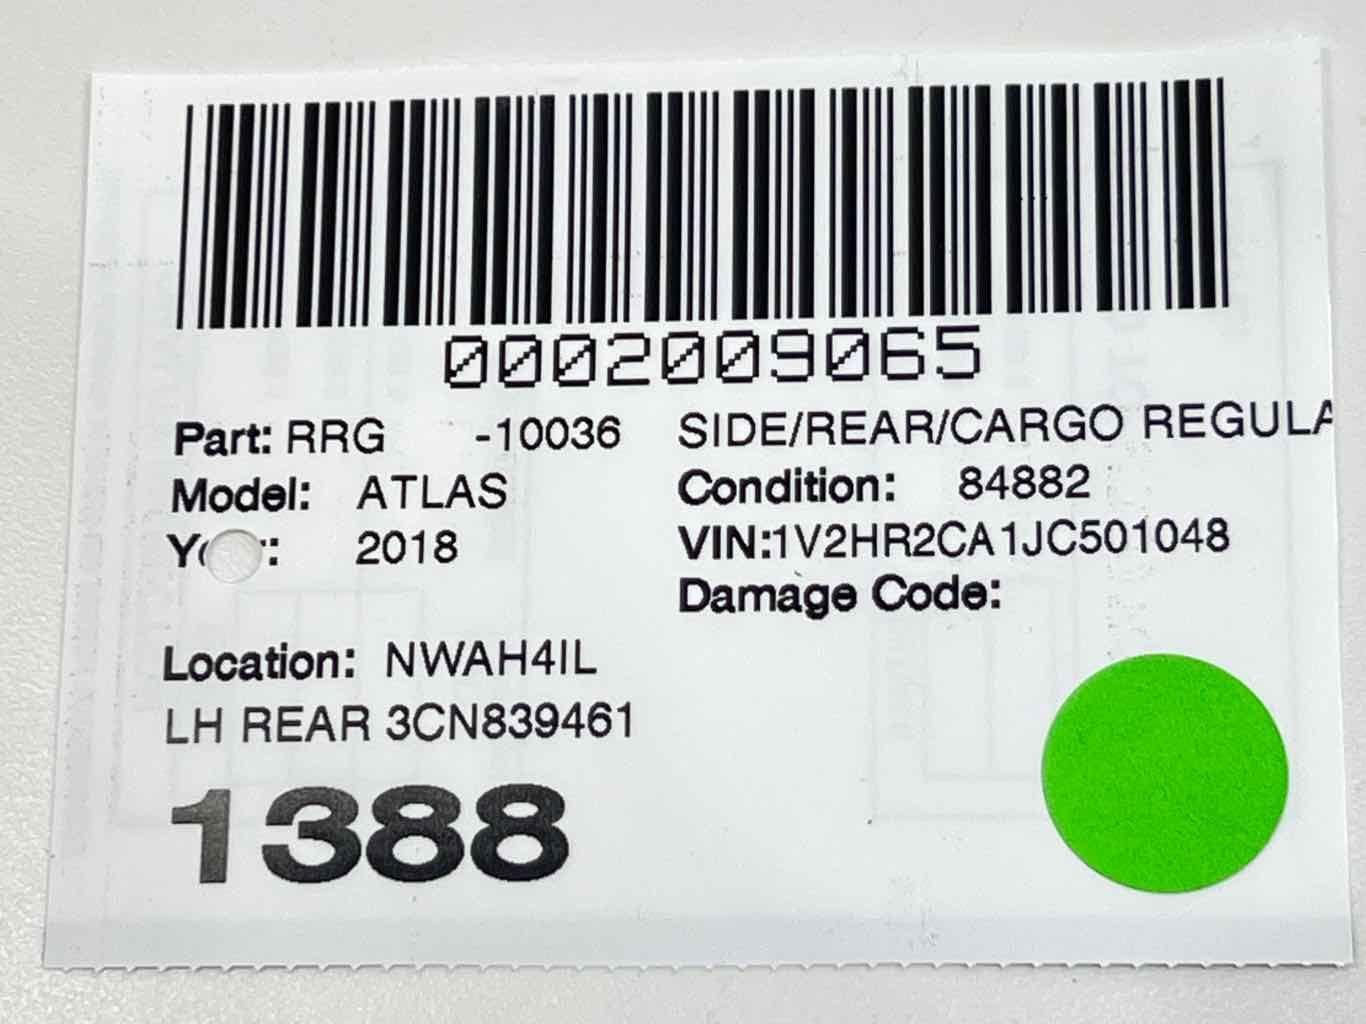 0002009065
Part: RRG -10036 SIDE/REAR/CARGO REGULA
Model: ATLAS Condition: 84882
2018 VIN:1V2HR2CA1JC501048
Damage Code:
Location: NWAH4IL
LH REAR 3CN839461
1388